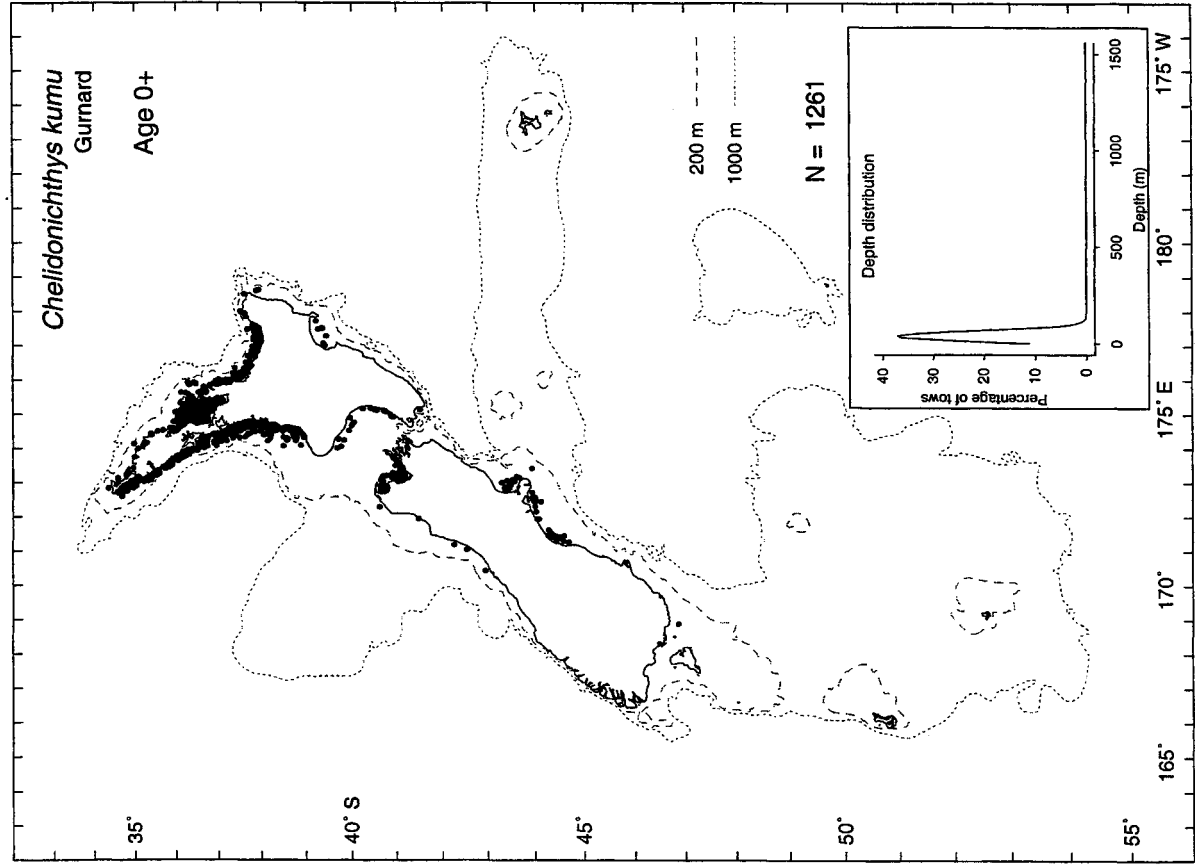 Chelidonichthys kumu
Gurnard
Age 0+
35°
40° S
45°
50°
55°
165°
170°
175° E
180°
175° W
200 m
1000 m
N = 1261
Depth distribution
Percentage of tows
40
30
20
10
0
0
500
1000
1500
Depth (m)